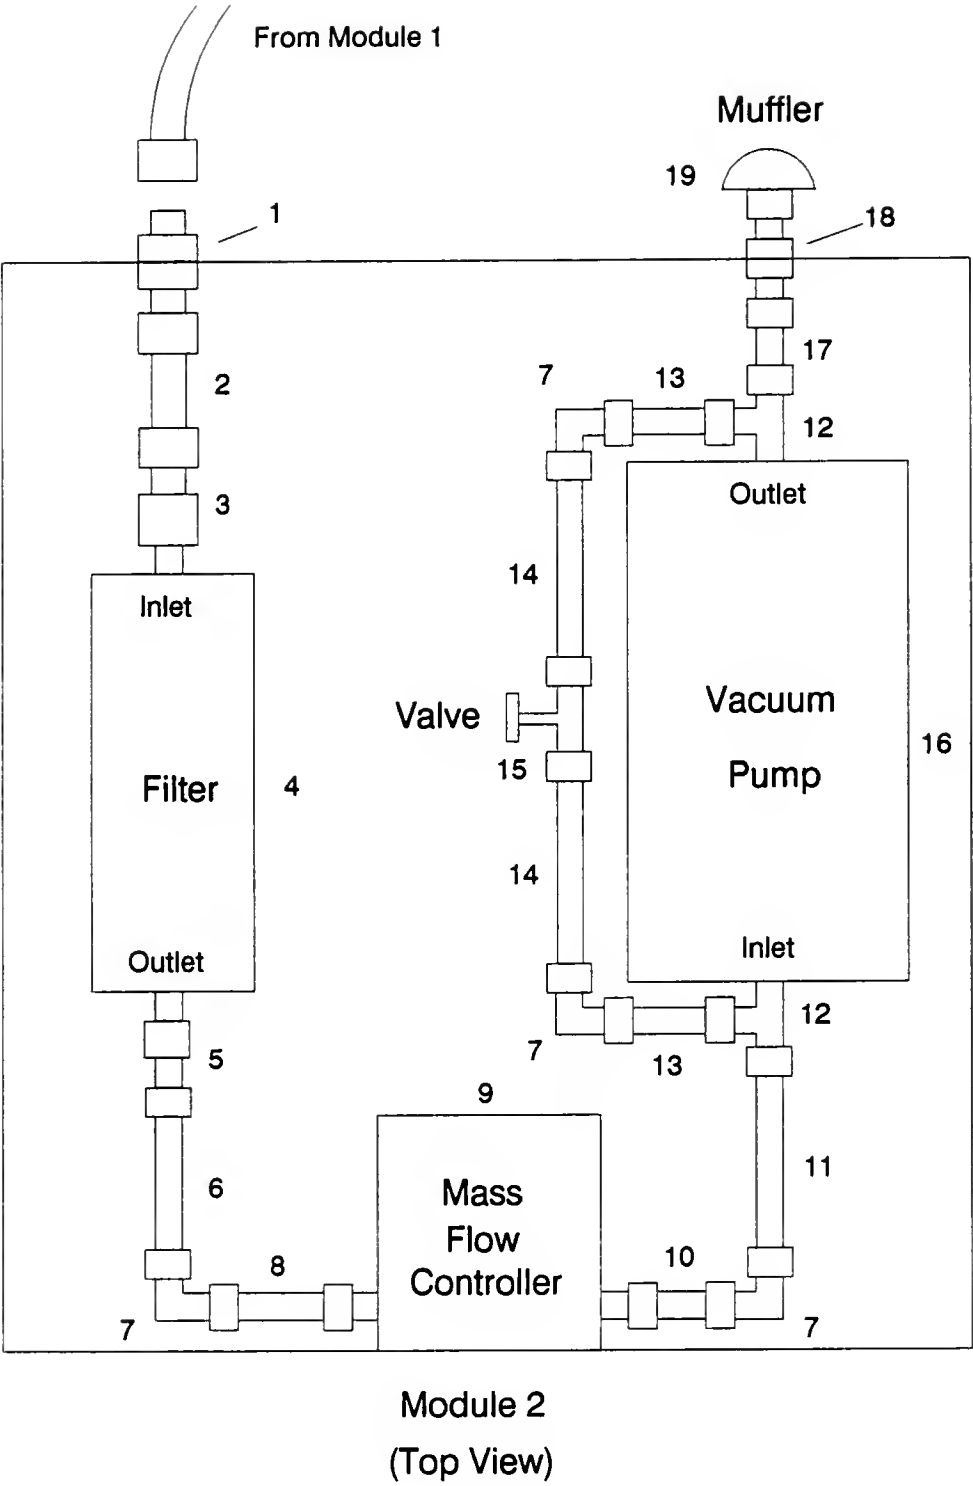 From Module 1
Muffler
19
1
18
17
2
7
13
12
3
Outlet
14
Inlet
Vacuum
Valve
16
15
Pump
Filter
4
14
Inlet
Outlet
12
7
13
5
9
11
6
Mass
Flow
Controller
8
10
7
7
Module 2
(Top View)